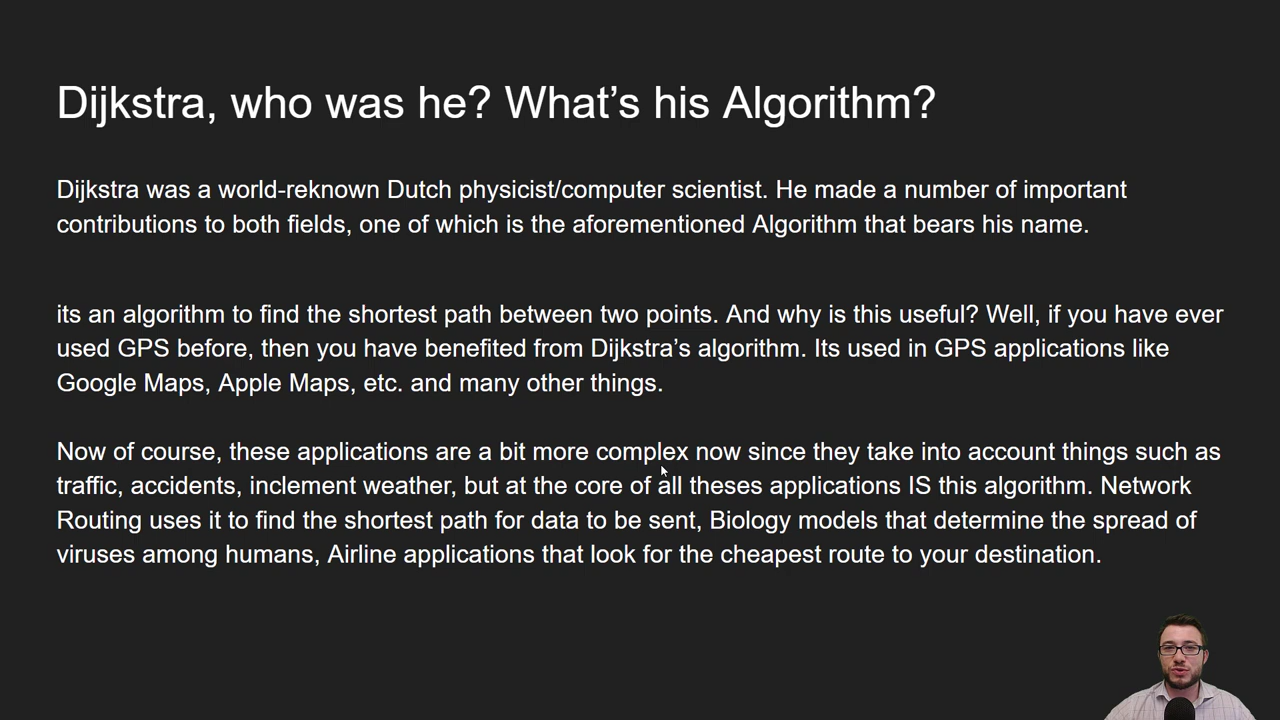 Dijkstra, who was he? What's his Algorithm?
Dijkstra was a world-reknown Dutch physicist/computer scientist. He made a number of important
contributions to both fields, one of which is the aforementioned Algorithm that bears his name.
its an algorithm to find the shortest path between two points. And why is this useful? Well, if you have ever
used GPS before, then you have benefited from Dijkstra's algorithm. Its used in GPS applications like
Google Maps, Apple Maps, etc. and many other things.
Now of course, these applications are a bit more complex now since they take into account things such as
traffic, accidents, inclement weather, but at the core of all theses applications IS this algorithm. Network
Routing uses it to find the shortest path for data to be sent, Biology models that determine the spread of
viruses among humans, Airline applications that look for the cheapest route to your destination.